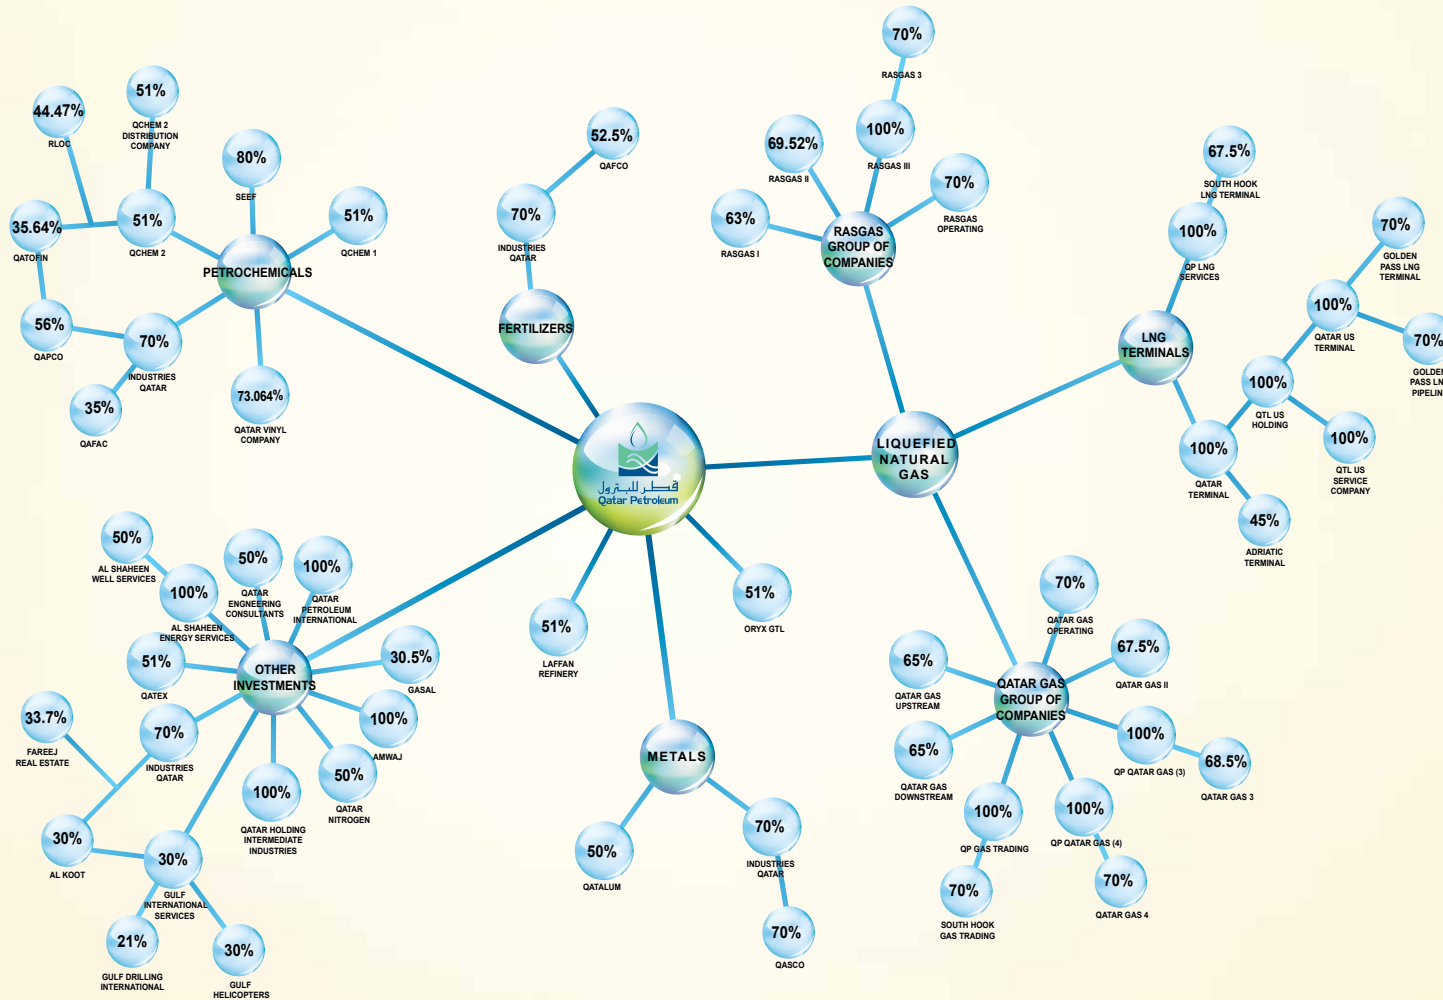 44.47%
RLOC
51%
QCHEM 2
DISTRIBUTION
COMPANY
80%
SEEF
51%
QCHEM 1
35.64%
QATOFIN
51%
QCHEM 2
PETROCHEMICALS
56%
QAPCO
70%
INDUSTRIES
QATAR
35%
QAFAC
73.064%
QATAR VINYL
COMPANY
52.5%
QAFCO
70%
INDUSTRIES
QATAR
FERTILIZERS
70%
RASGAS 3
100%
RASGAS III
69.52%
RASGAS II
63%
RASGAS I
70%
RASGAS
OPERATING
RASGAS
GROUP OF
COMPANIES
67.5%
SOUTH HOOK
LNG TERMINAL
100%
QP LNG
SERVICES
LNG
TERMINALS
70%
GOLDEN
PASS LNG
TERMINAL
100%
QATAR US
TERMINAL
70%
GOLDEN
PASS LN
PIPELIN
100%
QTL US
HOLDING
100%
QTL US
SERVICE
COMPANY
100%
QATAR
TERMINAL
45%
ADRIATIC
TERMINAL
LIQUEFIED
NATURAL
GAS
قطر للبترول
Qatar Petroleum
50%
AL SHAHEEN
WELL SERVICES
100%
AL SHAHEEN
ENERGY SERVICES
50%
QATAR
ENGNEERING
CONSULTANTS
100%
QATAR
PETROLEUM
INTERNATIONAL
51%
QATEX
OTHER
INVESTMENTS
30.5%
GASAL
100%
AMWAJ
50%
QATAR
NITROGEN
100%
QATAR HOLDING
INTERMEDIATE
INDUSTRIES
70%
INDUSTRIES
QATAR
33.7%
FAREEJ
REAL ESTATE
30%
AL KOOT
30%
GULF
INTERNATIONAL
SERVICES
21%
GULF DRILLING
INTERNATIONAL
30%
GULF
HELICOPTERS
51%
LAFFAN
REFINERY
51%
ORYX GTL
METALS
50%
QATALUM
70%
INDUSTRIES
QATAR
70%
QASCO
70%
QATAR GAS
OPERATING
65%
QATAR GAS
UPSTREAM
67.5%
QATAR GAS II
QATAR GAS
GROUP OF
COMPANIES
65%
QATAR GAS
DOWNSTREAM
100%
QP QATAR GAS (3)
68.5%
QATAR GAS 3
100%
QP GAS TRADING
100%
QP QATAR GAS (4)
70%
SOUTH HOOK
GAS TRADING
70%
QATAR GAS 4